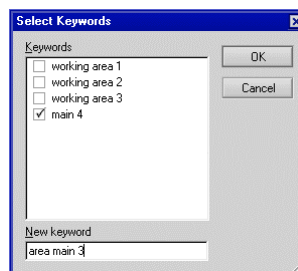 Select Keywords
Keywords
working area 1
working area 2
working area 3
main 4
OK
Cancel
New keyword
area main 3